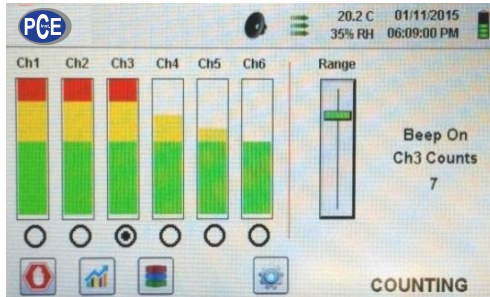 PCE
20.2 C 01/11/2015
35% RH 06:09:00 PM
Ch1 Ch2 Ch3 Ch4 Ch5 Ch6 Range
Beep On
Ch3 Counts
7
COUNTING